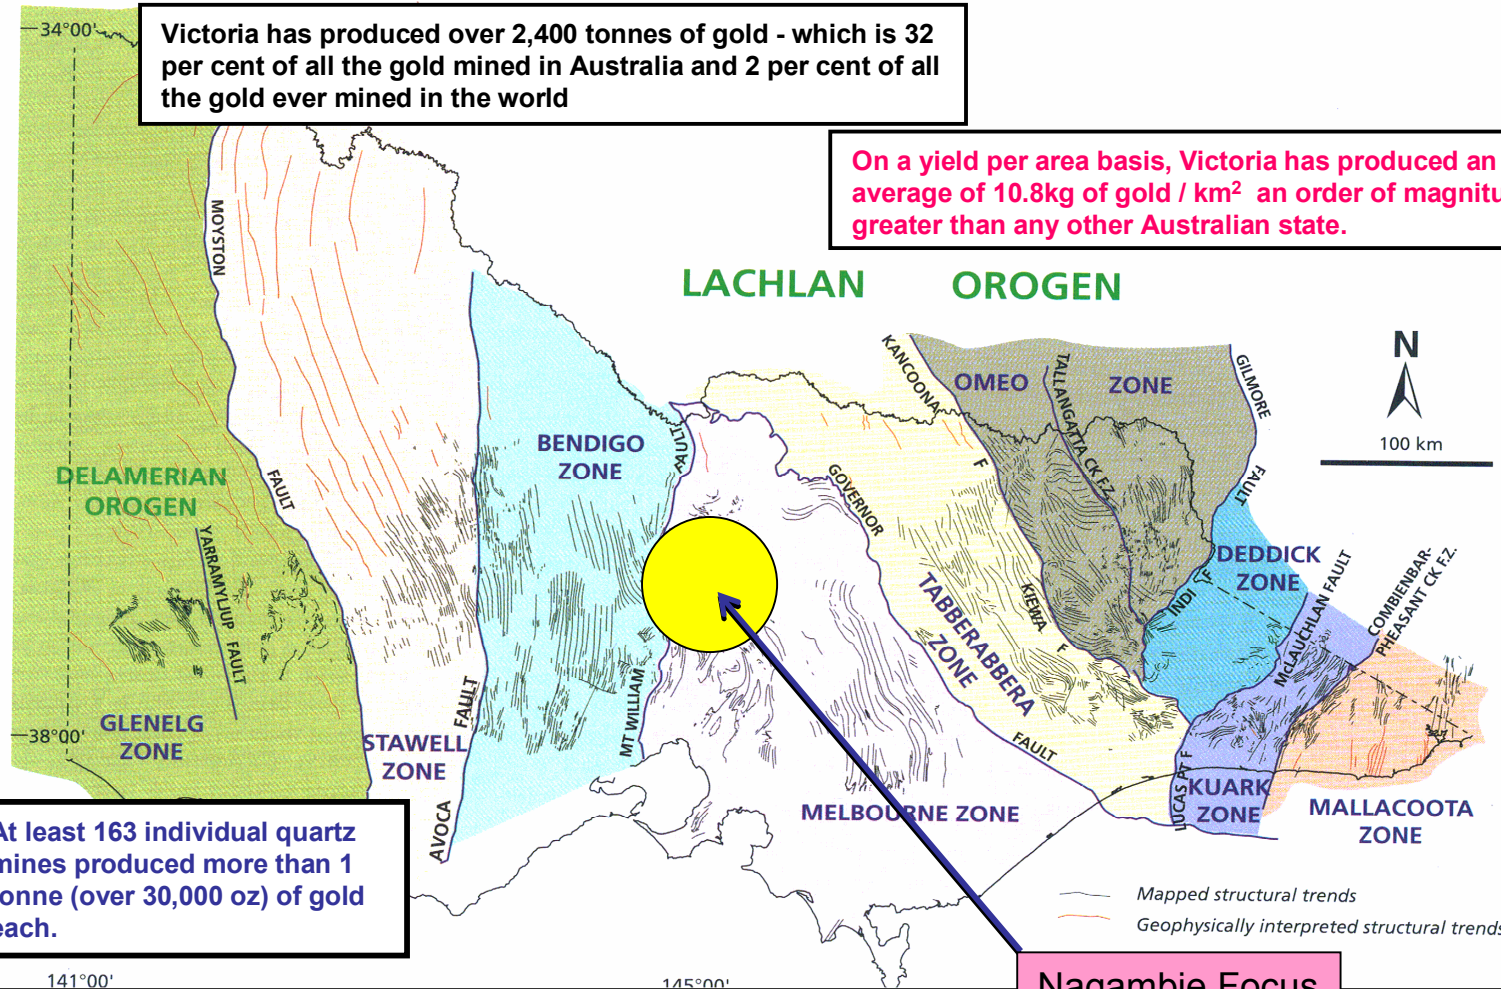 34°00'
Victoria has produced over 2,400 tonnes of gold - which is 32
per cent of all the gold mined in Australia and 2 per cent of all
the gold ever mined in the world
On a yield per area basis, Victoria has produced an
average of 10.8kg of gold / km² an order of magnitu
greater than any other Australian state.
LACHLAN OROGEN
N
100 km
MOYSTON
FAULT
KANCOONA
F
OMEO ZONE
TALLANGATTA CK F.Z.
GILMORE
FAULT
BENDIGO
ZONE
FAULT
DELAMERIAN
OROGEN
GOVERNOR
YARRAMYLJUP FAULT
DEDDICK
ZONE
INDI F
McLAUCHLAN FAULT
COMBIENBAR-
PHEASANT CK F.Z.
KIEWA
F
TABBERABBERA
ZONE
FAULT
MT WILLIAM
GLENELG
ZONE
38°00'
STAWELL
ZONE
AVOCA FAULT
MELBOURNE ZONE
LUCAS PT F
KUARK
ZONE
MALLACOOTA
ZONE
At least 163 individual quartz
mines produced more than 1
tonne (over 30,000 oz) of gold
each.
Mapped structural trends
Geophysically interpreted structural trends
141°00'
145°00'
Nagambie Focus